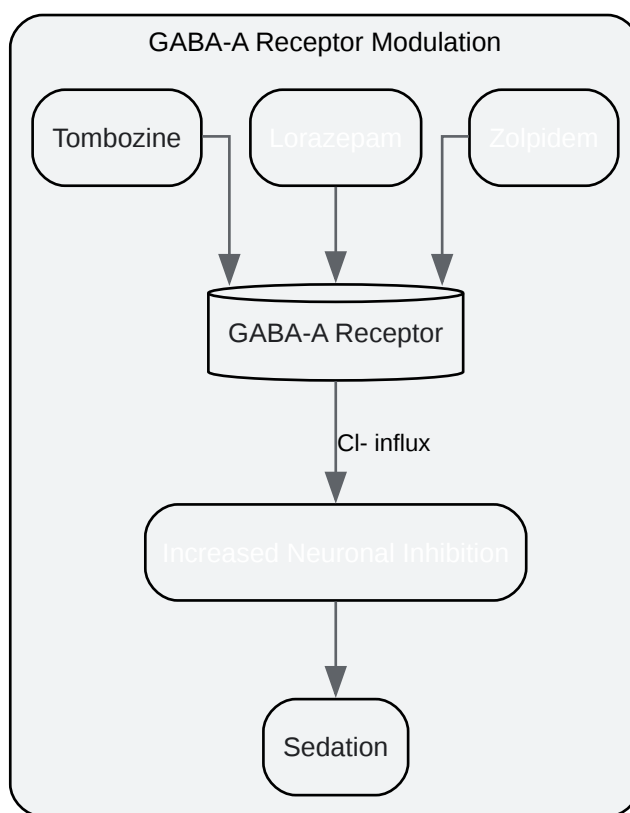 GABA-A Receptor Modulation
Tombozine
Lorazepam
Zolpidem
GABA-A Receptor
Cl- influx
Increased Neuronal Inhibition
Sedation